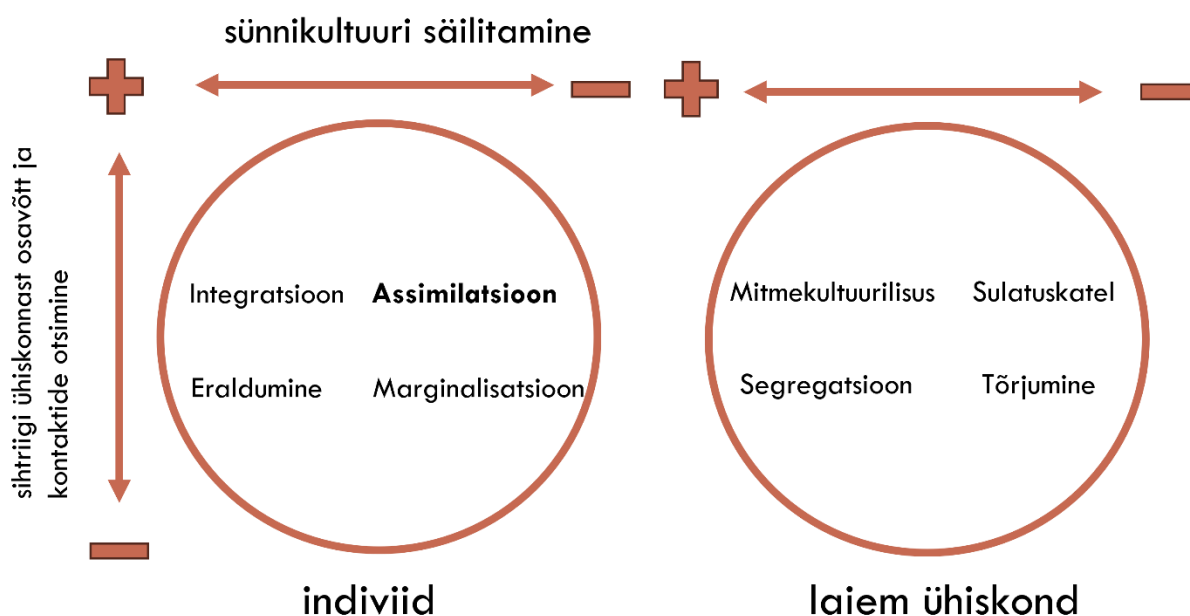 sünnikultuuri säilitamine
sihtriigi ühiskonnast osavõtt ja
kontaktide otsimine
Integratsioon Assimilatsioon
Eraldumine Marginalisatsioon
Mitmekultuurilisus Sulatuskatel
Segregatsioon Tõrjumine
indiviid
laiem ühiskond